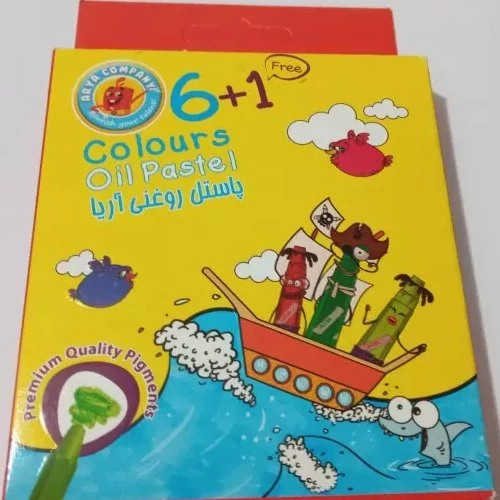 ARYA COMPANY
6+1
Free
Colours
Oil Pastel
پاستل روغنی آریا
Premium Quality Pigments